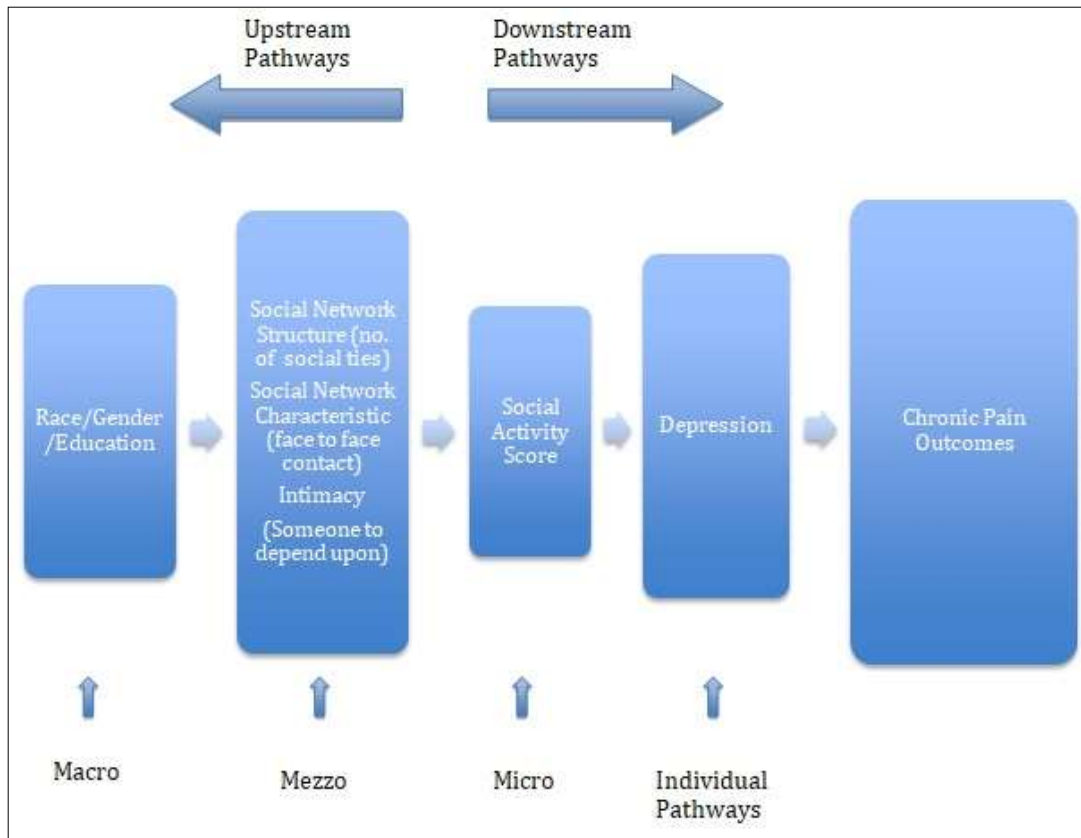 Upstream
Pathways
Downstream
Pathways
Race/Gender
/Education
Social Network
Structure (no.
of social ties)
Social Network
Characteristic
(face to face
contact)
Intimacy
(Someone to
depend upon)
Social
Activity
Score
Depression
Chronic Pain
Outcomes
Macro
Mezzo
Micro
Individual
Pathways